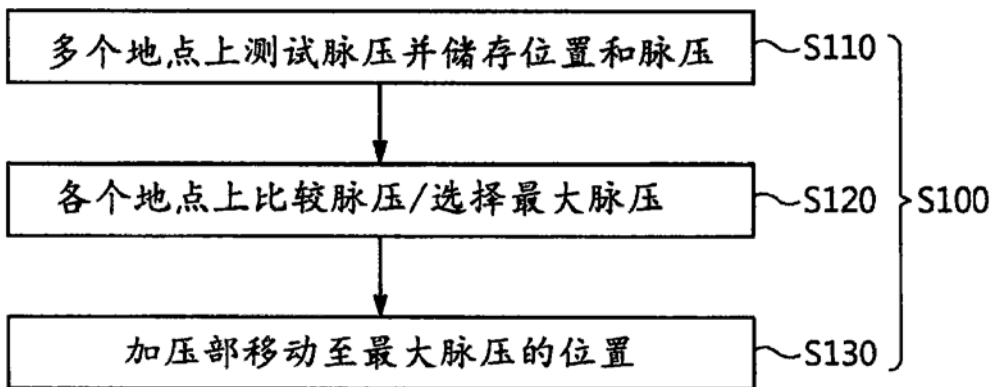 多个地点上测试脉压并储存位置和脉压
S110
各个地点上比较脉压/选择最大脉压
S120
S100
加压部移动至最大脉压的位置
S130